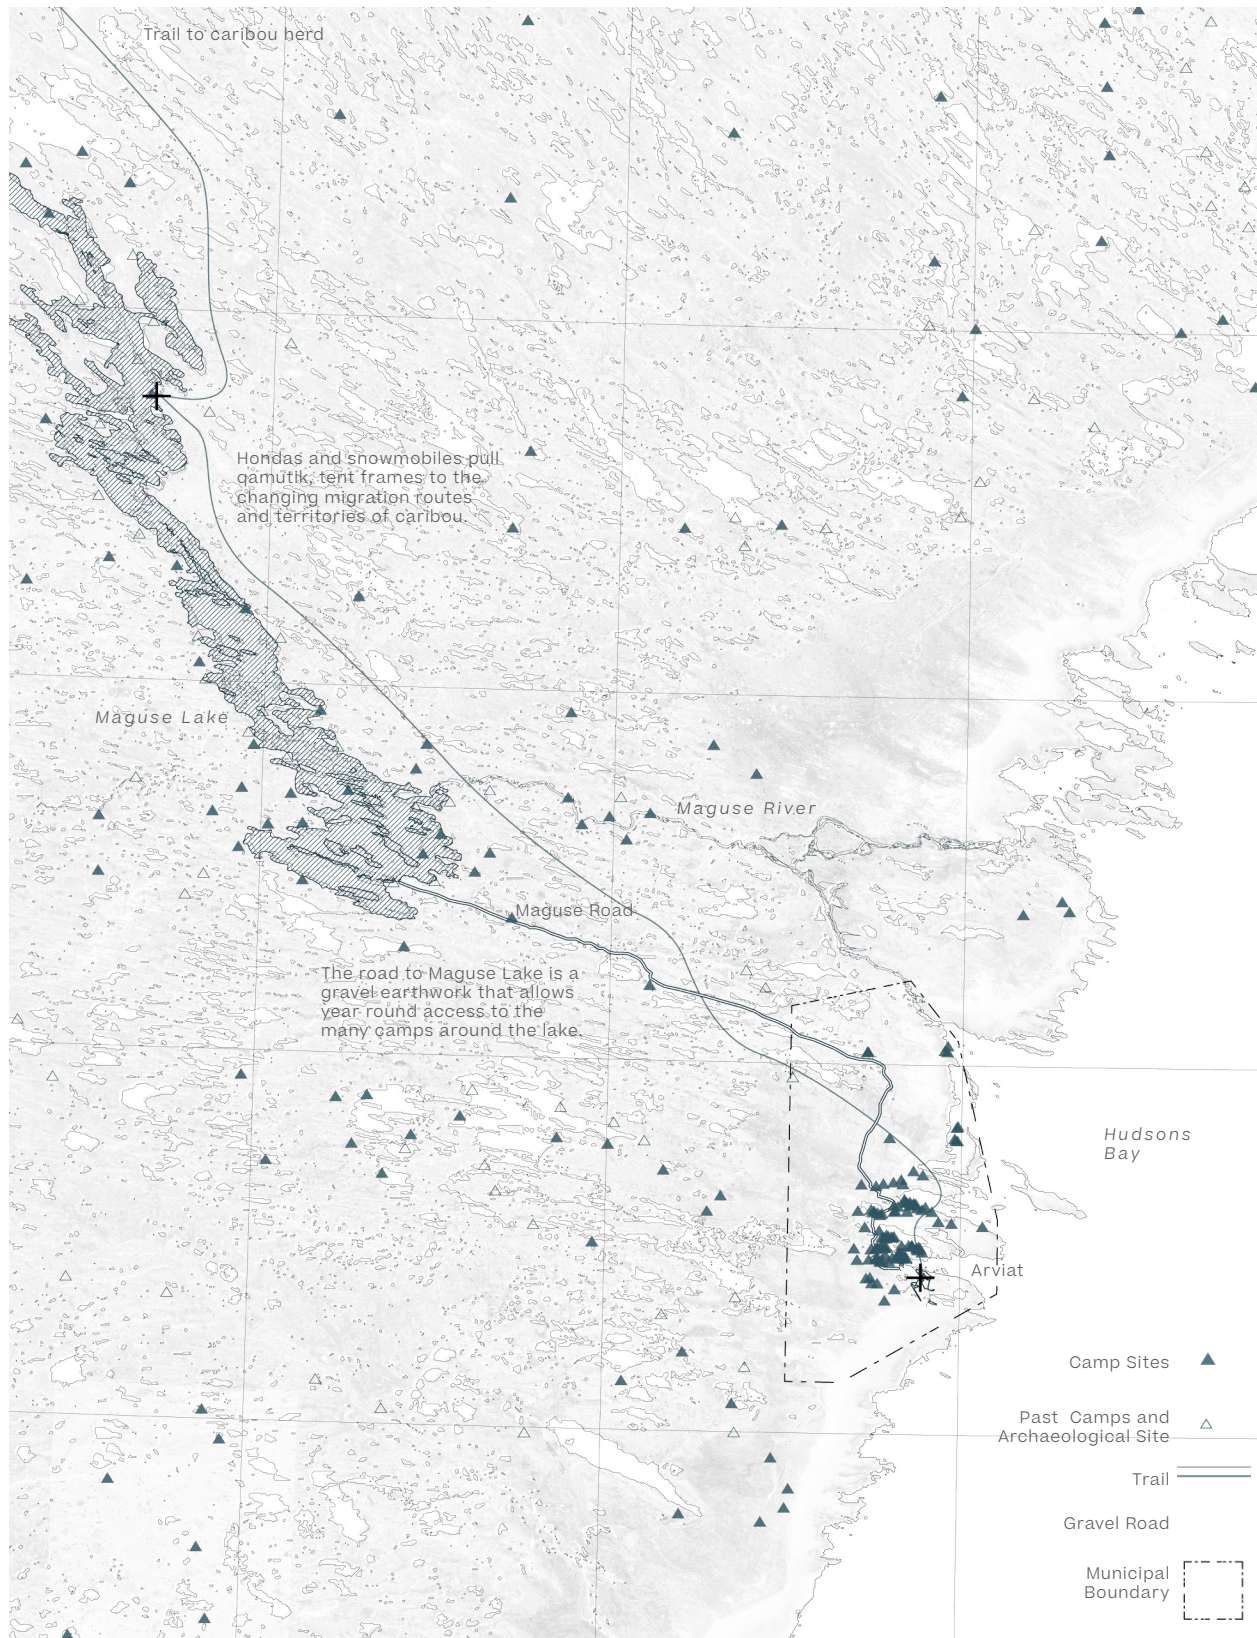 Trail to caribou herd
Hondas and snowmobiles pull
qamutik, tent frames to the
changing migration routes
and territories of caribou.
Maguse Lake
Maguse River
Maguse Road
The road to Maguse Lake is a
gravel earthwork that allows
year round access to the
many camps around the lake.
Hudsons
Bay
Arviat
Camp Sites
Past Camps and
Archaeological Site
Trail
Gravel Road
Municipal
Boundary